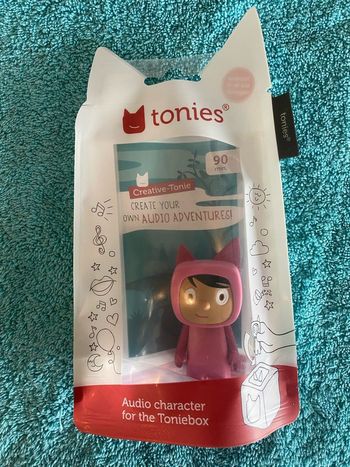 tonies®
tonies®
90
min.
Creative-Tonie
CREATE YOUR
OWN AUDIO ADVENTURES!
Audio character
for the Toniebox